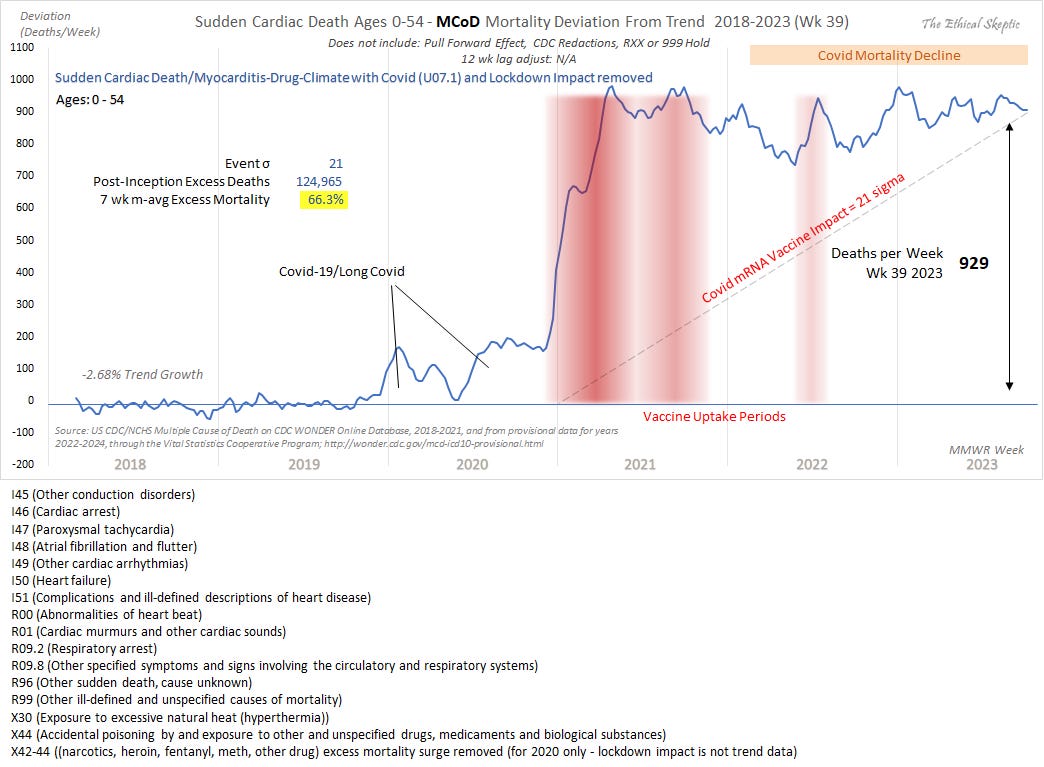 Deviation
(Deaths/Week)
Sudden Cardiac Death Ages 0-54 - MCoD Mortality Deviation From Trend 2018-2023 (Wk 39)
The Ethical Skeptic
Does not include: Pull Forward Effect, CDC Redactions, RXX or 999 Hold
12 wk lag adjust: N/A
Covid Mortality Decline
Sudden Cardiac Death/Myocarditis-Drug-Climate with Covid (U07.1) and Lockdown Impact removed
Ages: 0 - 54
1100
1000
900
800
700
600
500
400
300
200
100
0
-100
-200
Event σ 21
Post-Inception Excess Deaths 124,965
7 wk m-avg Excess Mortality 66.3%
Covid-19/Long Covid
Covid mRNA Vaccine Impact = 21 sigma
Deaths per Week
Wk 39 2023
929
-2.68% Trend Growth
Vaccine Uptake Periods
Source: US CDC/NCHS Multiple Cause of Death on CDC WONDER Online Database, 2018-2021, and from provisional data for years
2022-2024, through the Vital Statistics Cooperative Program; http://wonder.cdc.gov/mcd-icd10-provisional.html
MMWR Week
2018 2019 2020 2021 2022 2023
I45 (Other conduction disorders)
I46 (Cardiac arrest)
I47 (Paroxysmal tachycardia)
I48 (Atrial fibrillation and flutter)
I49 (Other cardiac arrhythmias)
I50 (Heart failure)
I51 (Complications and ill-defined descriptions of heart disease)
R00 (Abnormalities of heart beat)
R01 (Cardiac murmurs and other cardiac sounds)
R09.2 (Respiratory arrest)
R09.8 (Other specified symptoms and signs involving the circulatory and respiratory systems)
R96 (Other sudden death, cause unknown)
R99 (Other ill-defined and unspecified causes of mortality)
X30 (Exposure to excessive natural heat (hyperthermia))
X44 (Accidental poisoning by and exposure to other and unspecified drugs, medicaments and biological substances)
X42-44 ((narcotics, heroin, fentanyl, meth, other drug) excess mortality surge removed (for 2020 only - lockdown impact is not trend data)